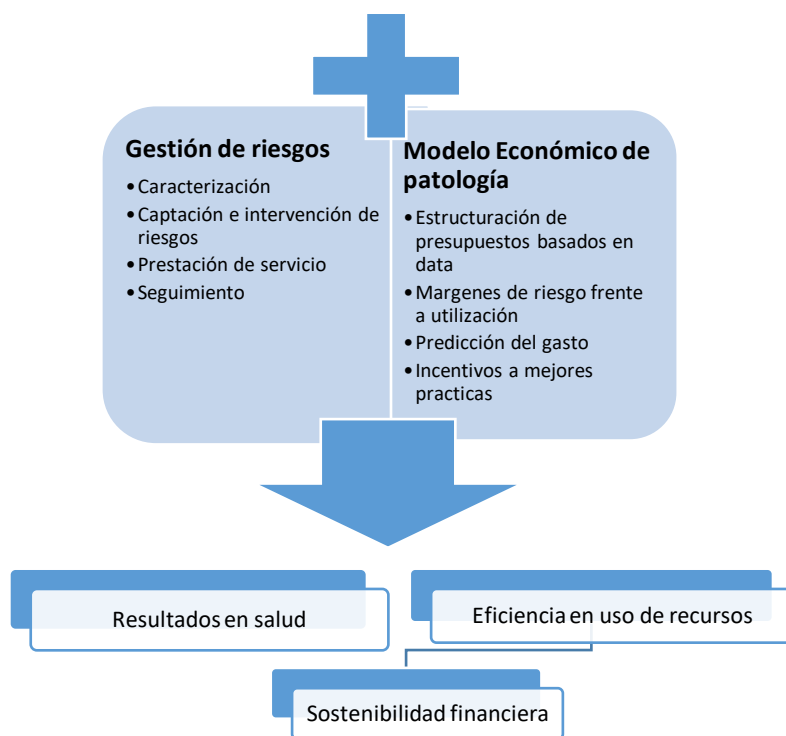 Gestión de riesgos
•Caracterización
•Captación e intervención de
riesgos
•Prestación de servicio
•Seguimiento
Modelo Económico de
patología
•Estructuración de
presupuestos basados en
data
•Margenes de riesgo frente
a utilización
•Predicción del gasto
•Incentivos a mejores
practicas
Resultados en salud
Eficiencia en uso de recursos
Sostenibilidad financiera